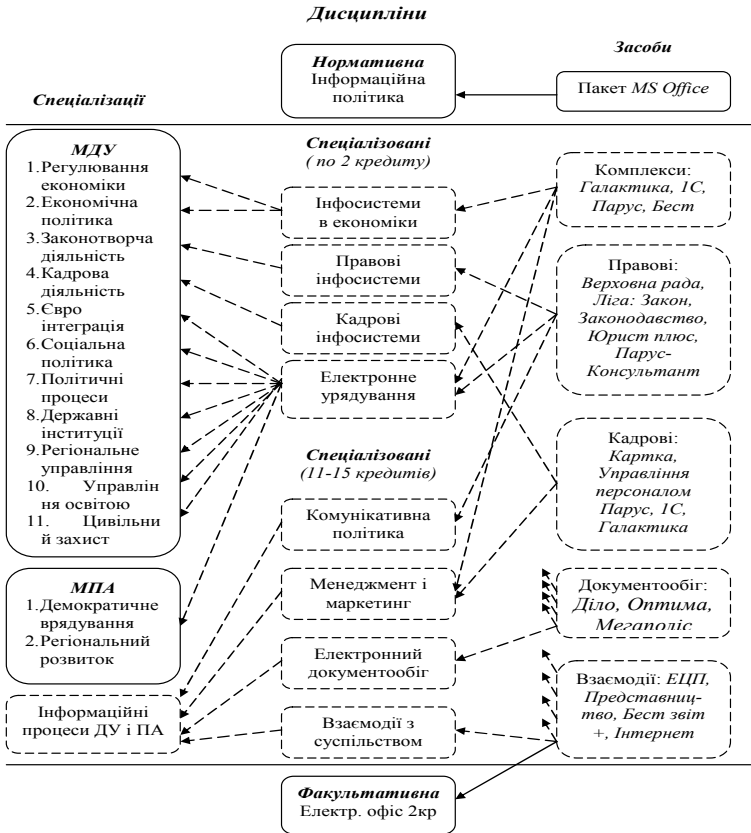 Дисципліни
Спеціалізації
Нормативна
Інформаційна
політика
Засоби
Пакет MS Office
МДУ
1.Регулювання
економіки
2.Економічна
політика
3.Законотворча
діяльність
4.Кадрова
діяльність
5.Євро
інтеграція
6.Соціальна
політика
7.Політичні
процеси
8.Державні
інституції
9.Регіональне
управління
10. Управлін
ня освітою
11. Цивільни
й захист
МПА
1.Демократичне
врядування
2.Регіональний
розвиток
Інформаційні
процеси ДУ і ПА
Спеціалізовані
( по 2 кредиту)
Інфосистеми
в економіки
Правові
інфосистеми
Кадрові
інфосистеми
Електронне
урядування
Спеціалізовані
(11-15 кредитів)
Комунікативна
політика
Менеджмент і
маркетинг
Електронний
документообіг
Взаємодії з
суспільством
Комплекси:
Галактика, 1С,
Парус, Бест
Правові:
Верховна рада,
Ліга: Закон,
Законодавство,
Юрист плюс,
Парус-
Консультант
Кадрові:
Картка,
Управління
персоналом
Парус, 1С,
Галактика
Документообіг:
Діло, Оптима,
Мегаполіс
Взаємодії: ЕЦП,
Представниц-
тво, Бест звіт
+, Інтернет
Факультативна
Електр. офіс 2кр